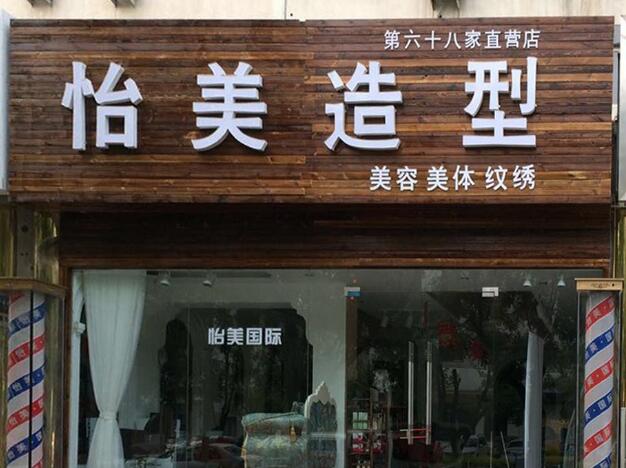 第六十八家直营店
怡美造型
美容 美体 纹绣
怡美国际